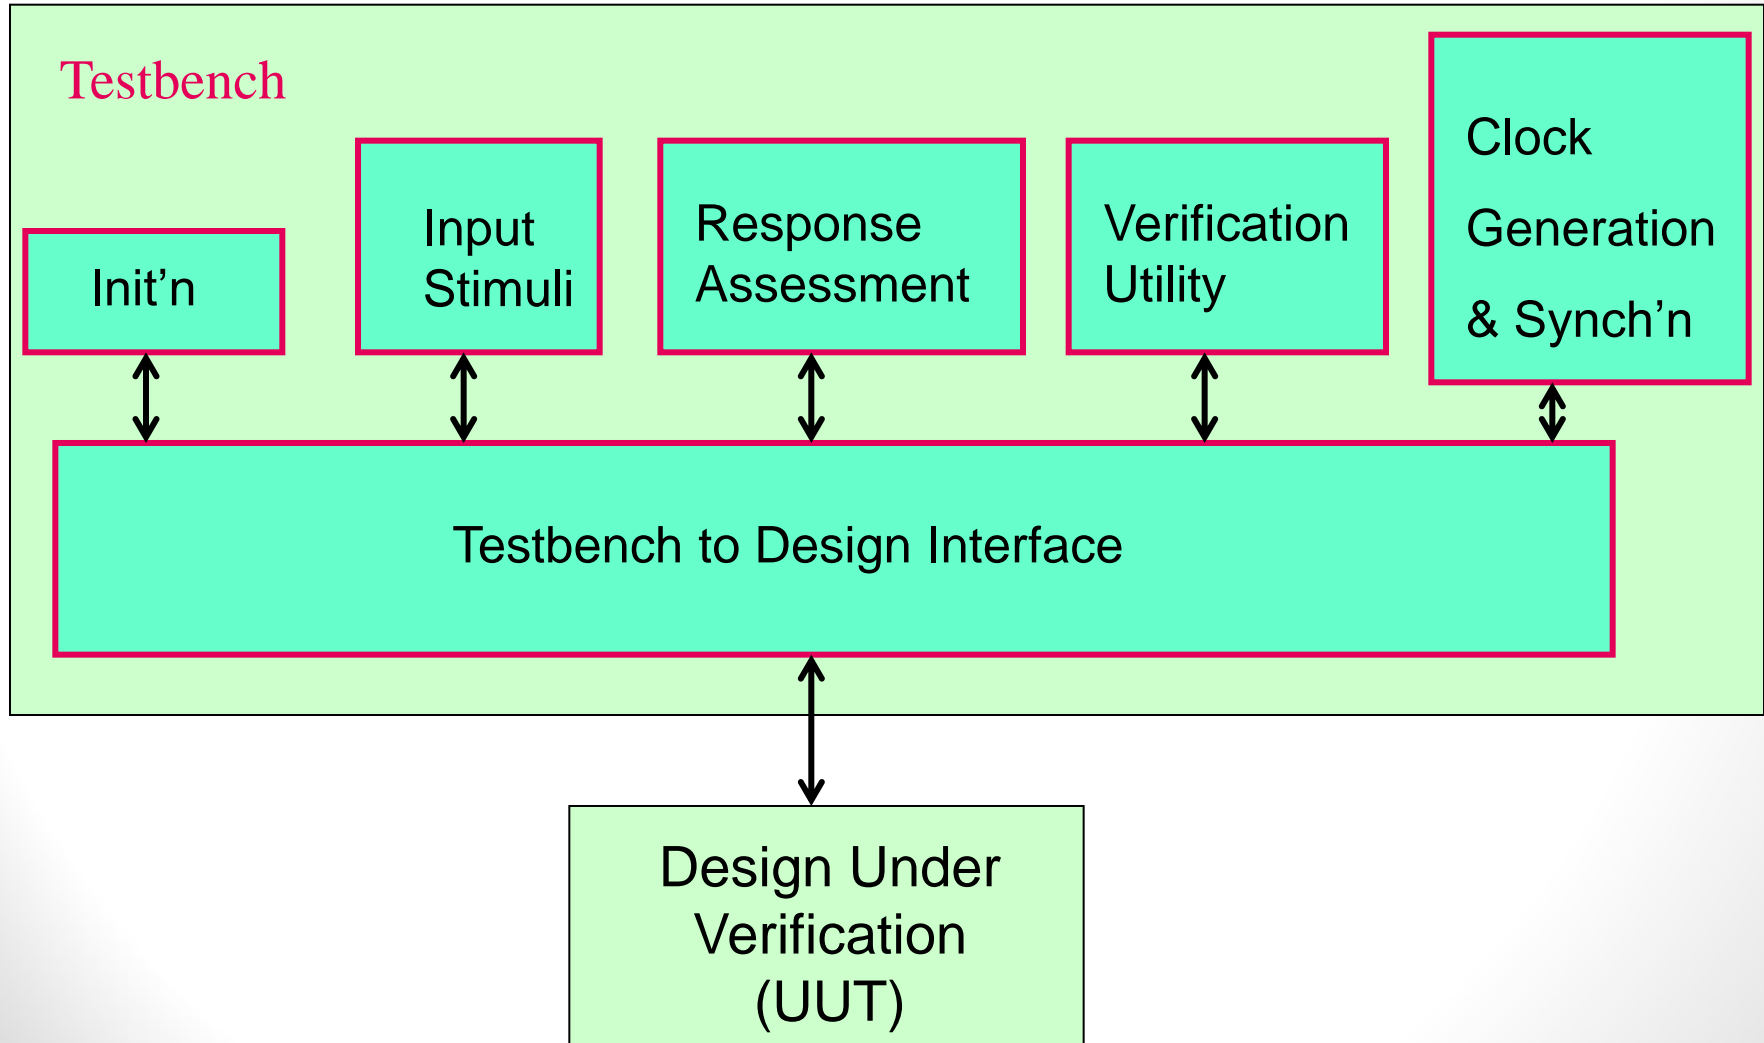 Testbench
Init’n
Input
Stimuli
Response
Assessment
Verification
Utility
Clock
Generation
& Synch’n
Testbench to Design Interface
Design Under
Verification
(UUT)